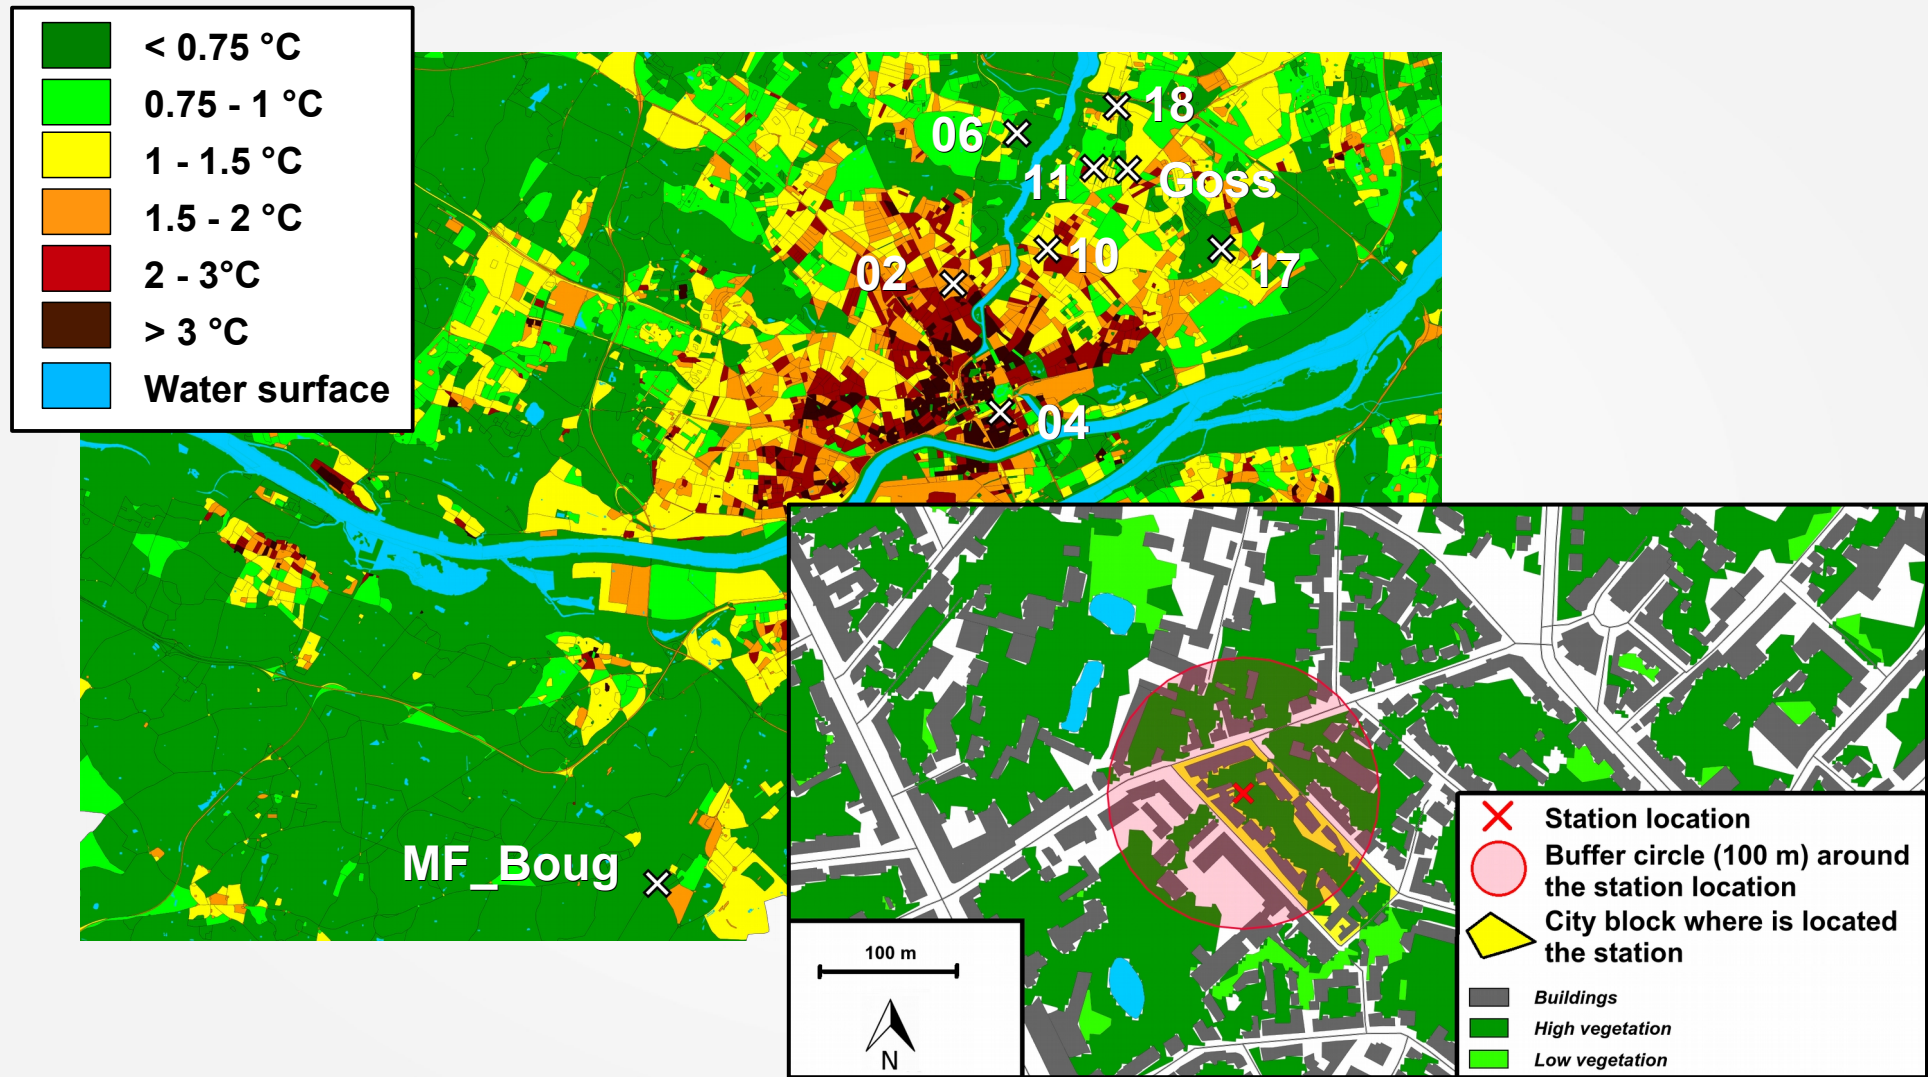 < 0.75 °C
0.75 - 1 °C
1 - 1.5 °C
1.5 - 2 °C
2 - 3°C
> 3 °C
Water surface
18
06
11
Goss
10
02
17
04
MF_Boug
100 m
N
Station location
Buffer circle (100 m) around
the station location
City block where is located
the station
Buildings
High vegetation
Low vegetation